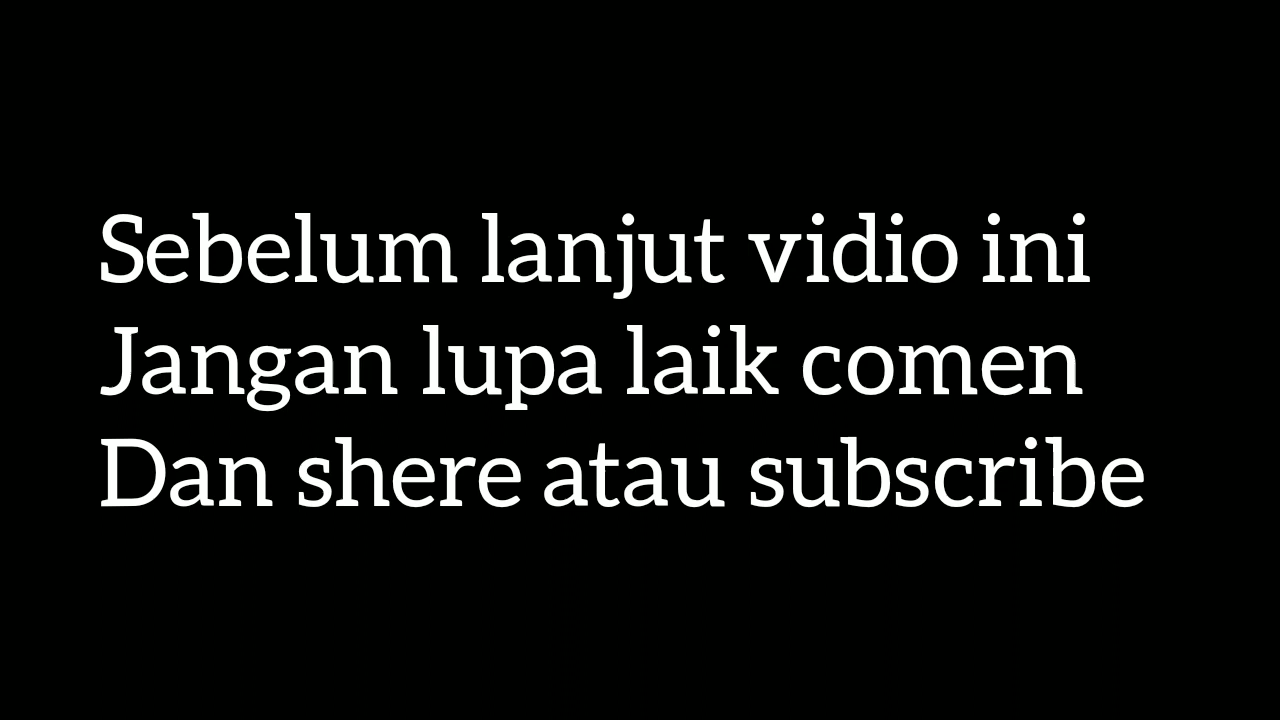 Sebelum lanjut vidio ini
Jangan lupa laik comen
Dan shere atau subscribe